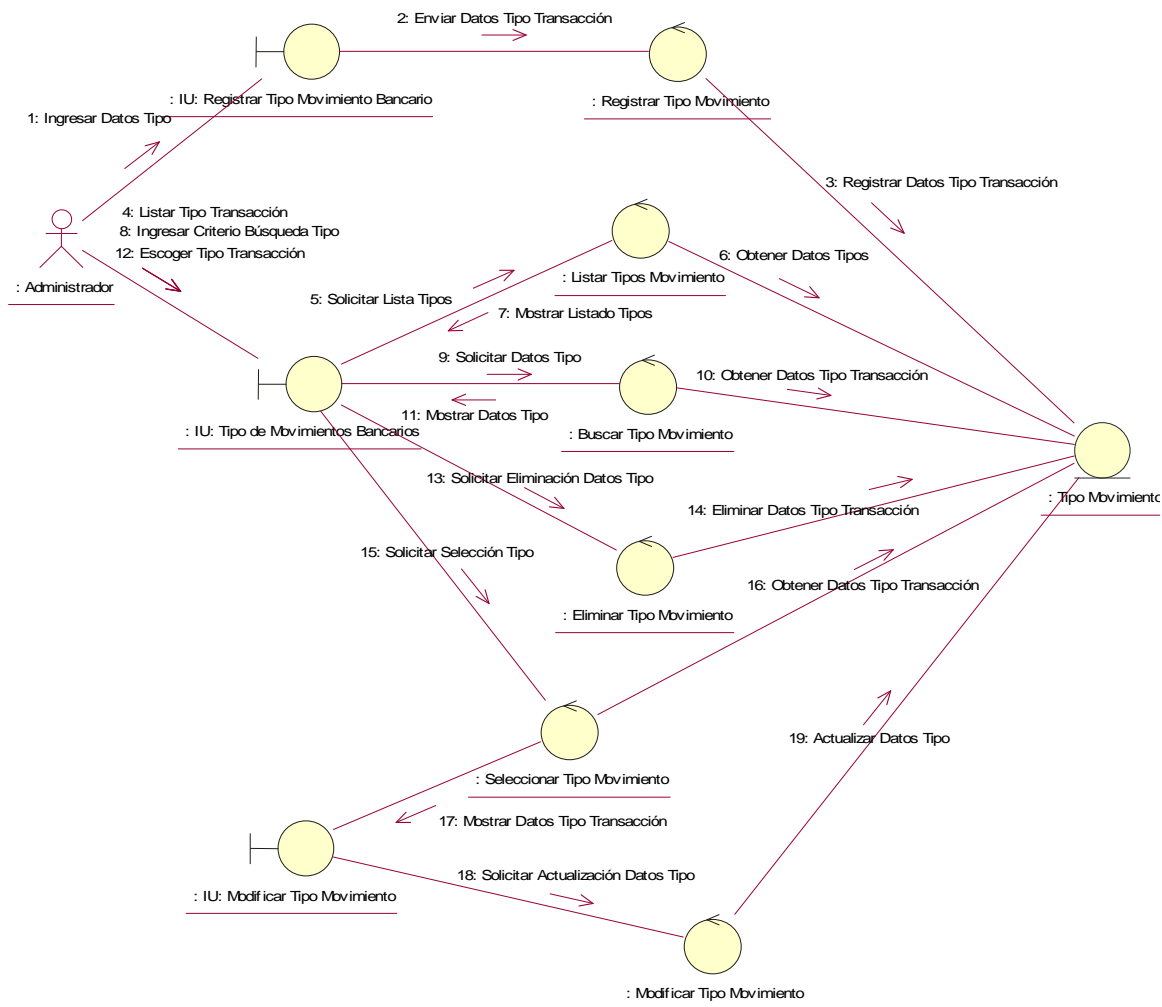 2: Enviar Datos Tipo Transacción
: IU: Registrar Tipo Movimiento Bancario
: Registrar Tipo Movimiento
1: Ingresar Datos Tipo
3: Registrar Datos Tipo Transacción
4: Listar Tipo Transacción
8: Ingresar Criterio Búsqueda Tipo
12: Escoger Tipo Transacción
: Administrador
6: Obtener Datos Tipos
: Listar Tipos Movimiento
5: Solicitar Lista Tipos
7: Mostrar Listado Tipos
9: Solicitar Datos Tipo
10: Obtener Datos Tipo Transacción
11: Mostrar Datos Tipo
: IU: Tipo de Movimientos Bancarios
: Buscar Tipo Movimiento
13: Solicitar Eliminación Datos Tipo
: Tipo Movimiento
14: Eliminar Datos Tipo Transacción
15: Solicitar Selección Tipo
16: Obtener Datos Tipo Transacción
: Eliminar Tipo Movimiento
19: Actualizar Datos Tipo
: Seleccionar Tipo Movimiento
17: Mostrar Datos Tipo Transacción
18: Solicitar Actualización Datos Tipo
: IU: Modificar Tipo Movimiento
: Modificar Tipo Movimiento